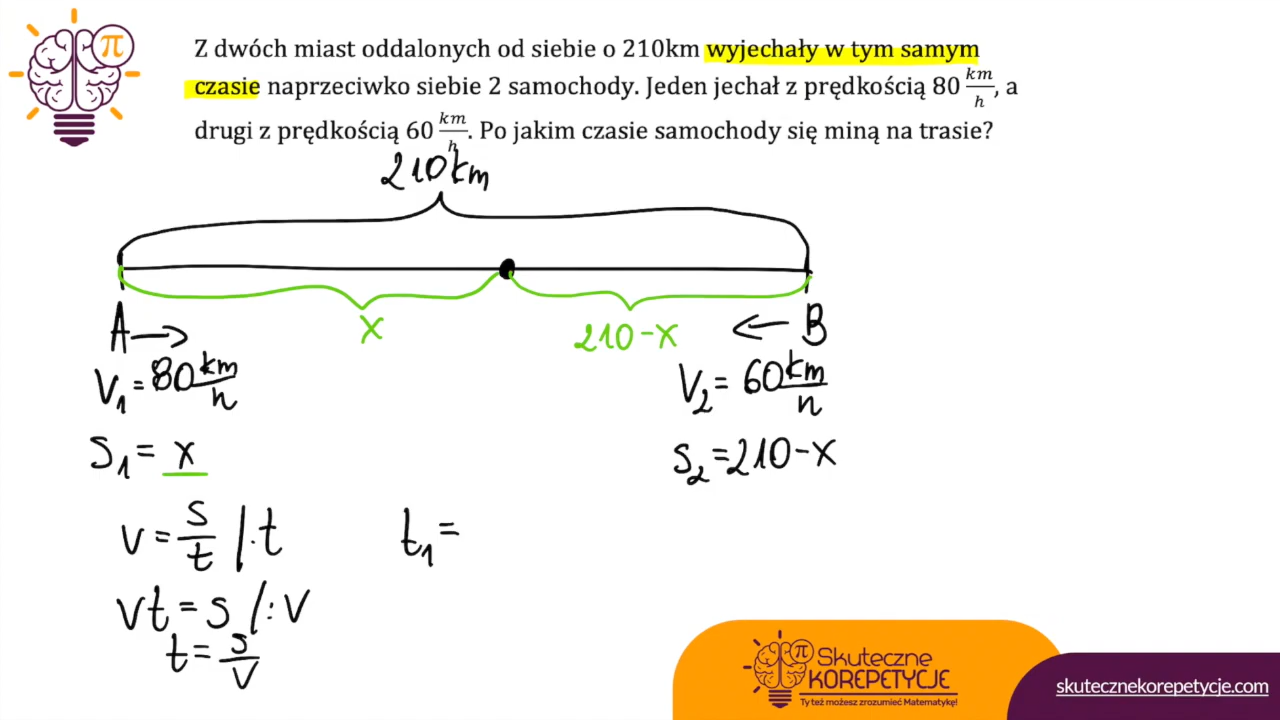 π
Z dwóch miast oddalonych od siebie o 210km wyjechały w tym samym
czasie naprzeciwko siebie 2 samochody. Jeden jechał z prędkością 80 km/h, a
drugi z prędkością 60 km/h. Po jakim czasie samochody się miną na trasie?
210km
x
210-x
A
B
V₁=80 km/h
V₂=60 km/h
S₁=x
S₂=210-x
v=s/t /·t
t₁=
vt=s /:v
t=s/v
π
Skuteczne
KOREPETYCJE
Ty też możesz zrozumieć Matematykę!
skutecznekorepetycje.com